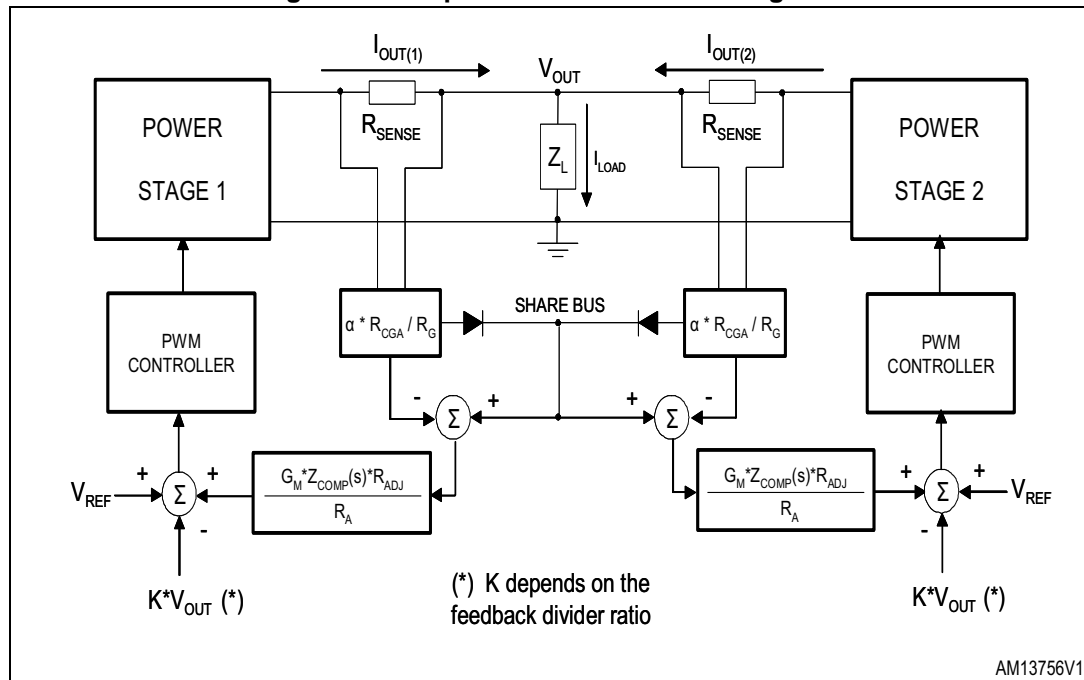 I_OUT(1)
I_OUT(2)
V_OUT
POWER
STAGE 1
R_SENSE
Z_L
I_LOAD
R_SENSE
POWER
STAGE 2
PWM
CONTROLLER
α * R_CGA / R_G
SHARE BUS
α * R_CGA / R_G
PWM
CONTROLLER
-
Σ
+
+
Σ
-
+
Σ
+
-
V_REF
G_M*Z_COMP(s)*R_ADJ
R_A
G_M*Z_COMP(s)*R_ADJ
R_A
+
Σ
+
-
V_REF
K*V_OUT (*)
(*) K depends on the
feedback divider ratio
K*V_OUT (*)
AM13756V1